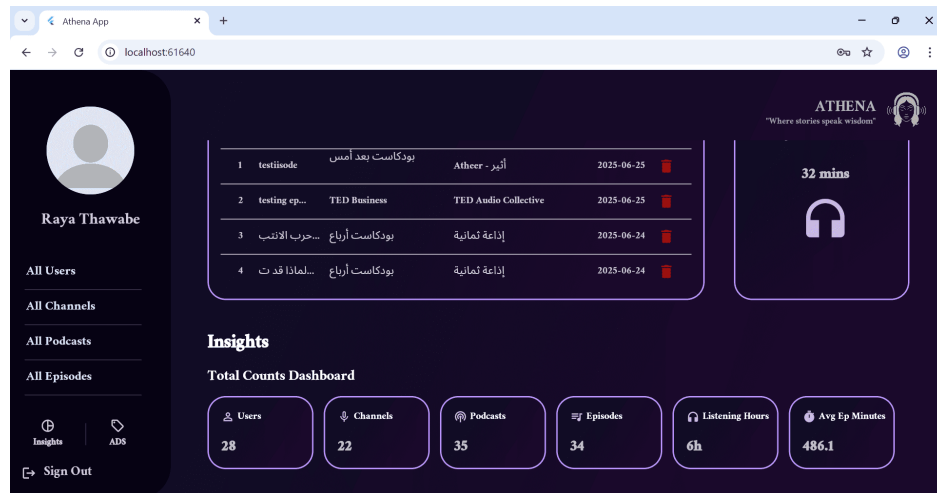 Athena App
localhost:61640
ATHENA
"Where stories speak wisdom"
Raya Thawabe
All Users
All Channels
All Podcasts
All Episodes
Insights
ADS
Sign Out
1 testiisode بودكاست بعد أمس Atheer - أثير 2025-06-25
2 testing ep... TED Business TED Audio Collective 2025-06-25
3 حرب الانتب... بودكاست أرباع إذاعة ثمانية 2025-06-24
4 لماذا قد ت... بودكاست أرباع إذاعة ثمانية 2025-06-24
32 mins
Insights
Total Counts Dashboard
Users
28
Channels
22
Podcasts
35
Episodes
34
Listening Hours
6h
Avg Ep Minutes
486.1